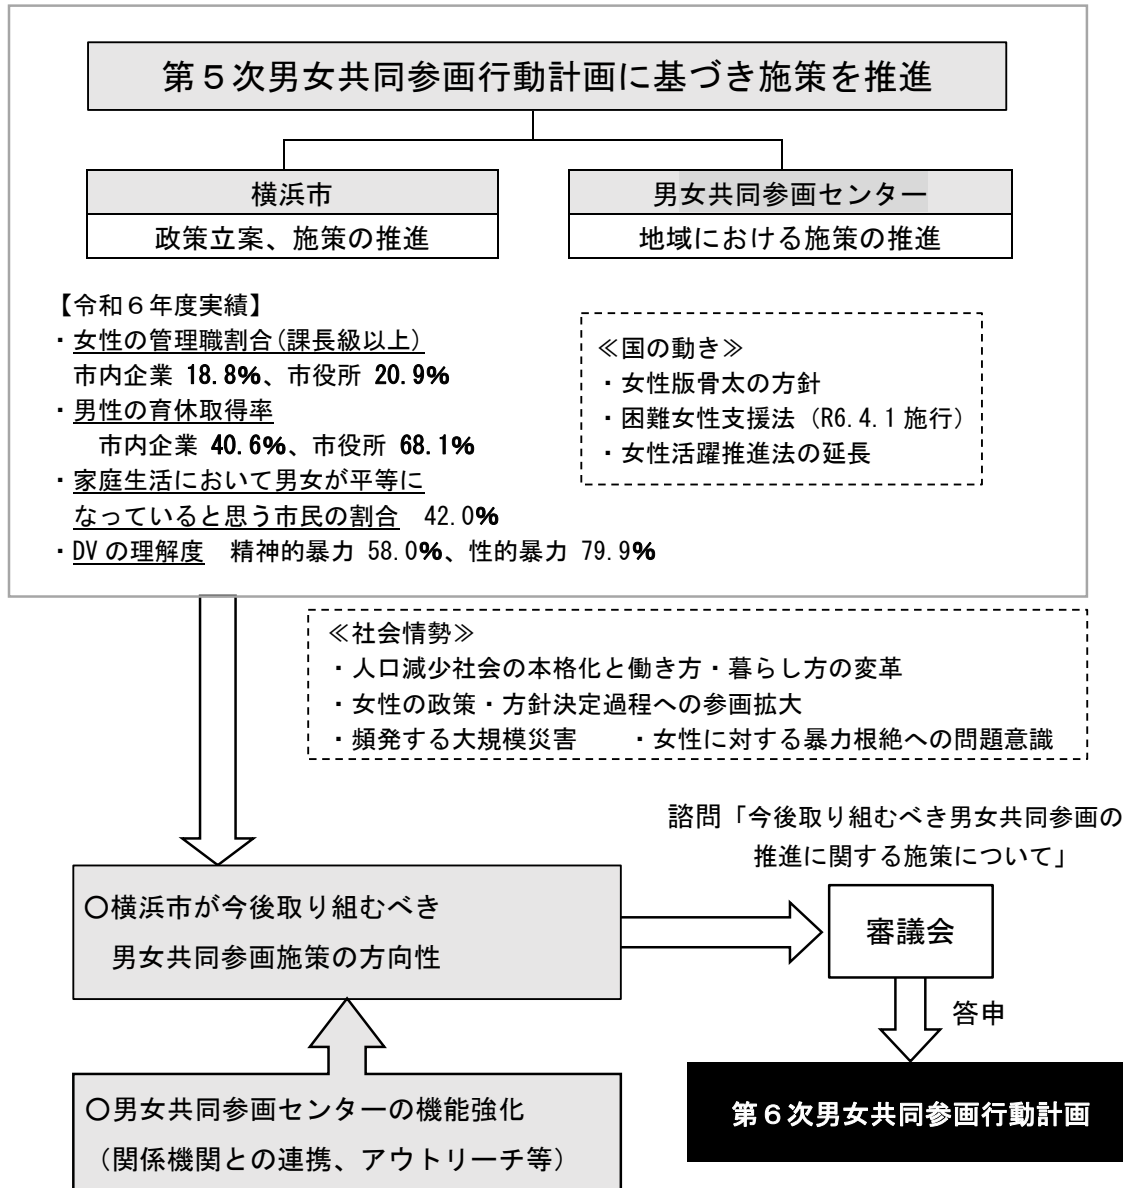 第５次男女共同参画行動計画に基づき施策を推進
横浜市
政策立案、施策の推進
男女共同参画センター
地域における施策の推進
【令和６年度実績】
・女性の管理職割合(課長級以上)
市内企業 18.8%、市役所 20.9%
・男性の育休取得率
市内企業 40.6%、市役所 68.1%
・家庭生活において男女が平等に
なっていると思う市民の割合　42.0%
・DV の理解度　精神的暴力 58.0%、性的暴力 79.9%
≪国の動き≫
・女性版骨太の方針
・困難女性支援法（R6.4.1 施行）
・女性活躍推進法の延長
≪社会情勢≫
・人口減少社会の本格化と働き方・暮らし方の変革
・女性の政策・方針決定過程への参画拡大
・頻発する大規模災害　　・女性に対する暴力根絶への問題意識
諮問「今後取り組むべき男女共同参画の
推進に関する施策について」
〇横浜市が今後取り組むべき
男女共同参画施策の方向性
審議会
答申
〇男女共同参画センターの機能強化
（関係機関との連携、アウトリーチ等）
第６次男女共同参画行動計画